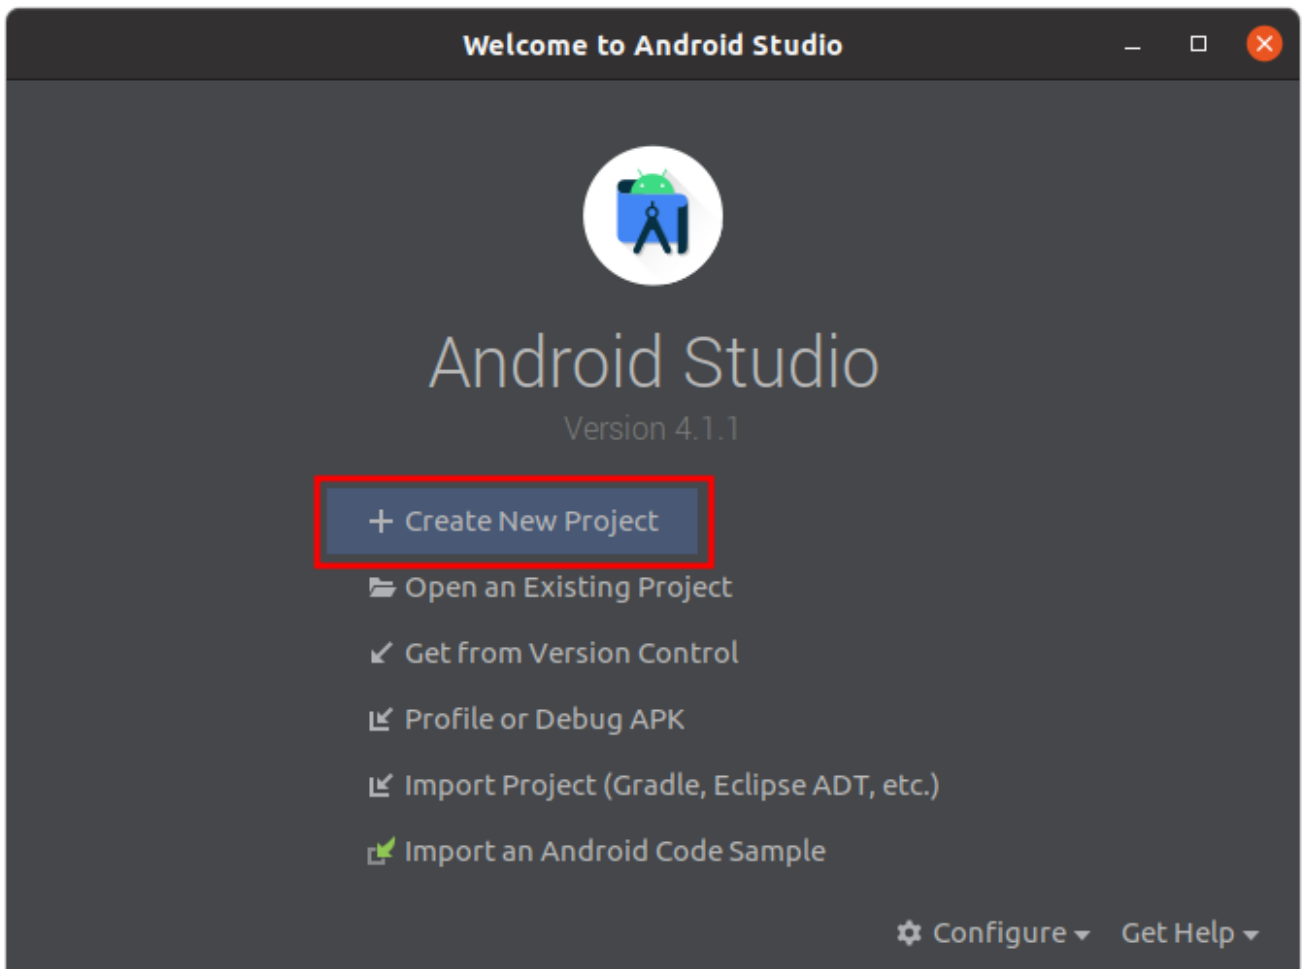 Welcome to Android Studio
Android Studio
Version 4.1.1
Create New Project
Open an Existing Project
Get from Version Control
Profile or Debug APK
Import Project (Gradle, Eclipse ADT, etc.)
Import an Android Code Sample
Configure Get Help